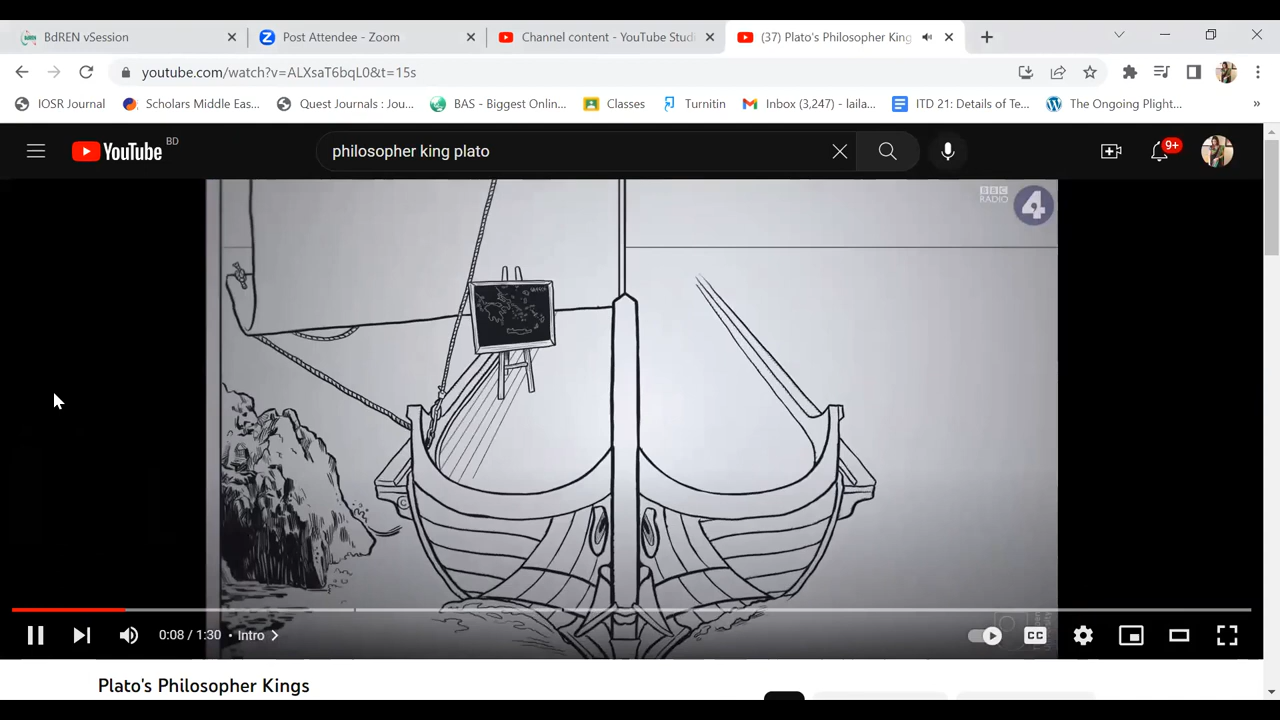 BdREN vSession
Post Attendee - Zoom
Channel content - YouTube Stud
(37) Plato's Philosopher King
youtube.com/watch?v=ALXsaT6bqL0&t=15s
IOSR Journal
Scholars Middle Eas...
Quest Journals : Jou...
BAS - Biggest Onlin...
Classes
Turnitin
Inbox (3,247) - laila...
ITD 21: Details of Te...
The Ongoing Plight...
»
YouTube BD
philosopher king plato
9+
BBC
RADIO 4
0:08 / 1:30 • Intro
CC
Plato's Philosopher Kings